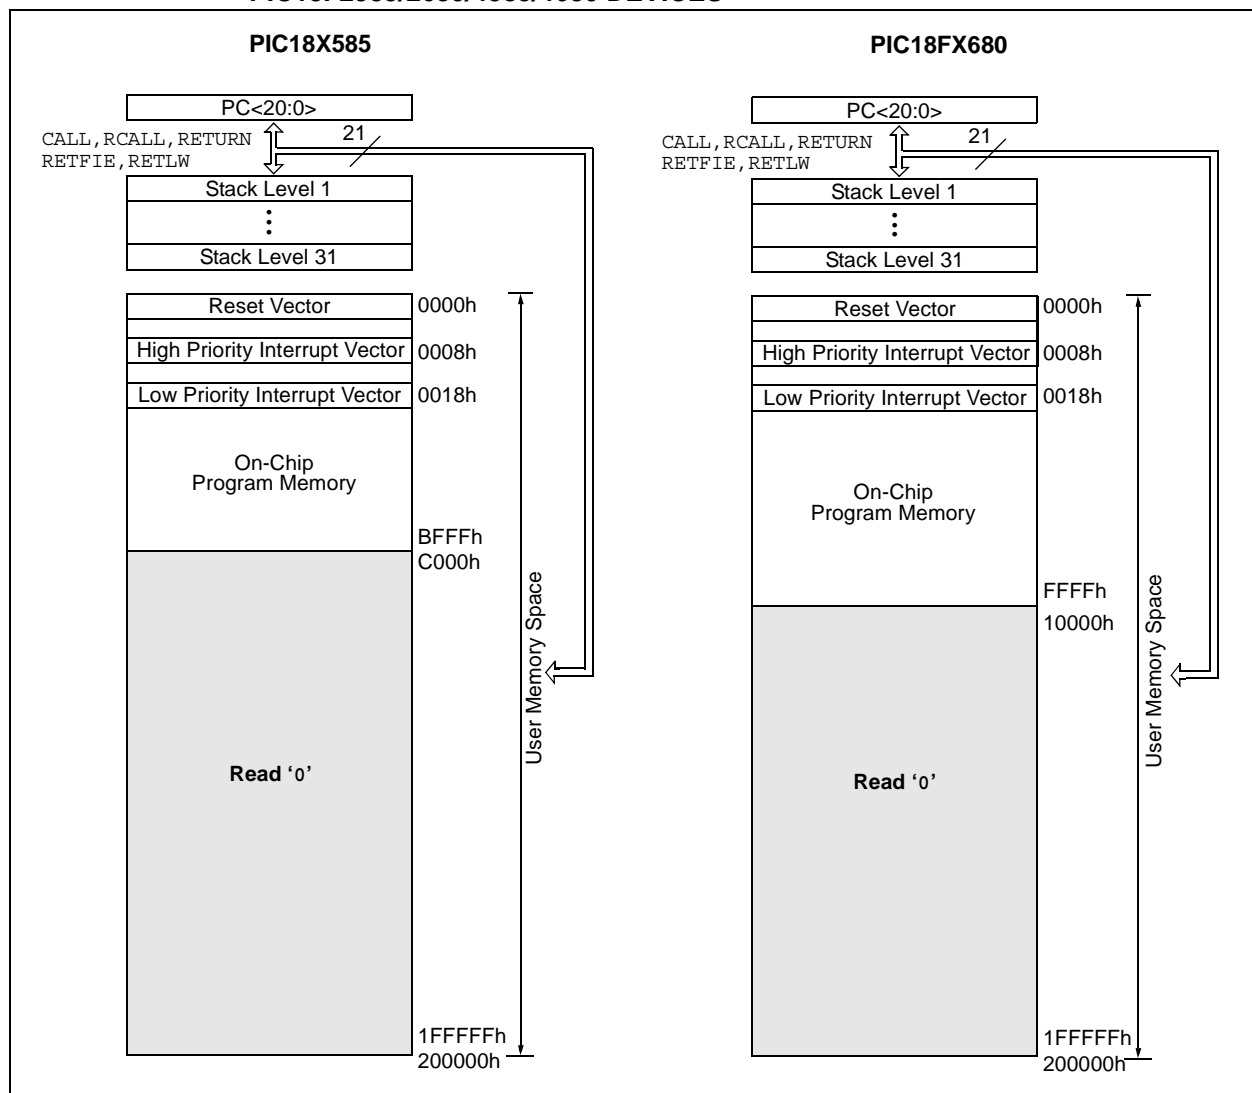 PIC18X585
PC<20:0>
CALL,RCALL,RETURN
RETFIE,RETLW
21
Stack Level 1
Stack Level 31
Reset Vector
0000h
High Priority Interrupt Vector
0008h
Low Priority Interrupt Vector
0018h
On-Chip
Program Memory
BFFFh
C000h
User Memory Space
Read ‘0’
1FFFFFh
200000h
PIC18FX680
PC<20:0>
CALL,RCALL,RETURN
RETFIE,RETLW
21
Stack Level 1
Stack Level 31
Reset Vector
0000h
High Priority Interrupt Vector
0008h
Low Priority Interrupt Vector
0018h
On-Chip
Program Memory
FFFFh
10000h
User Memory Space
Read ‘0’
1FFFFFh
200000h